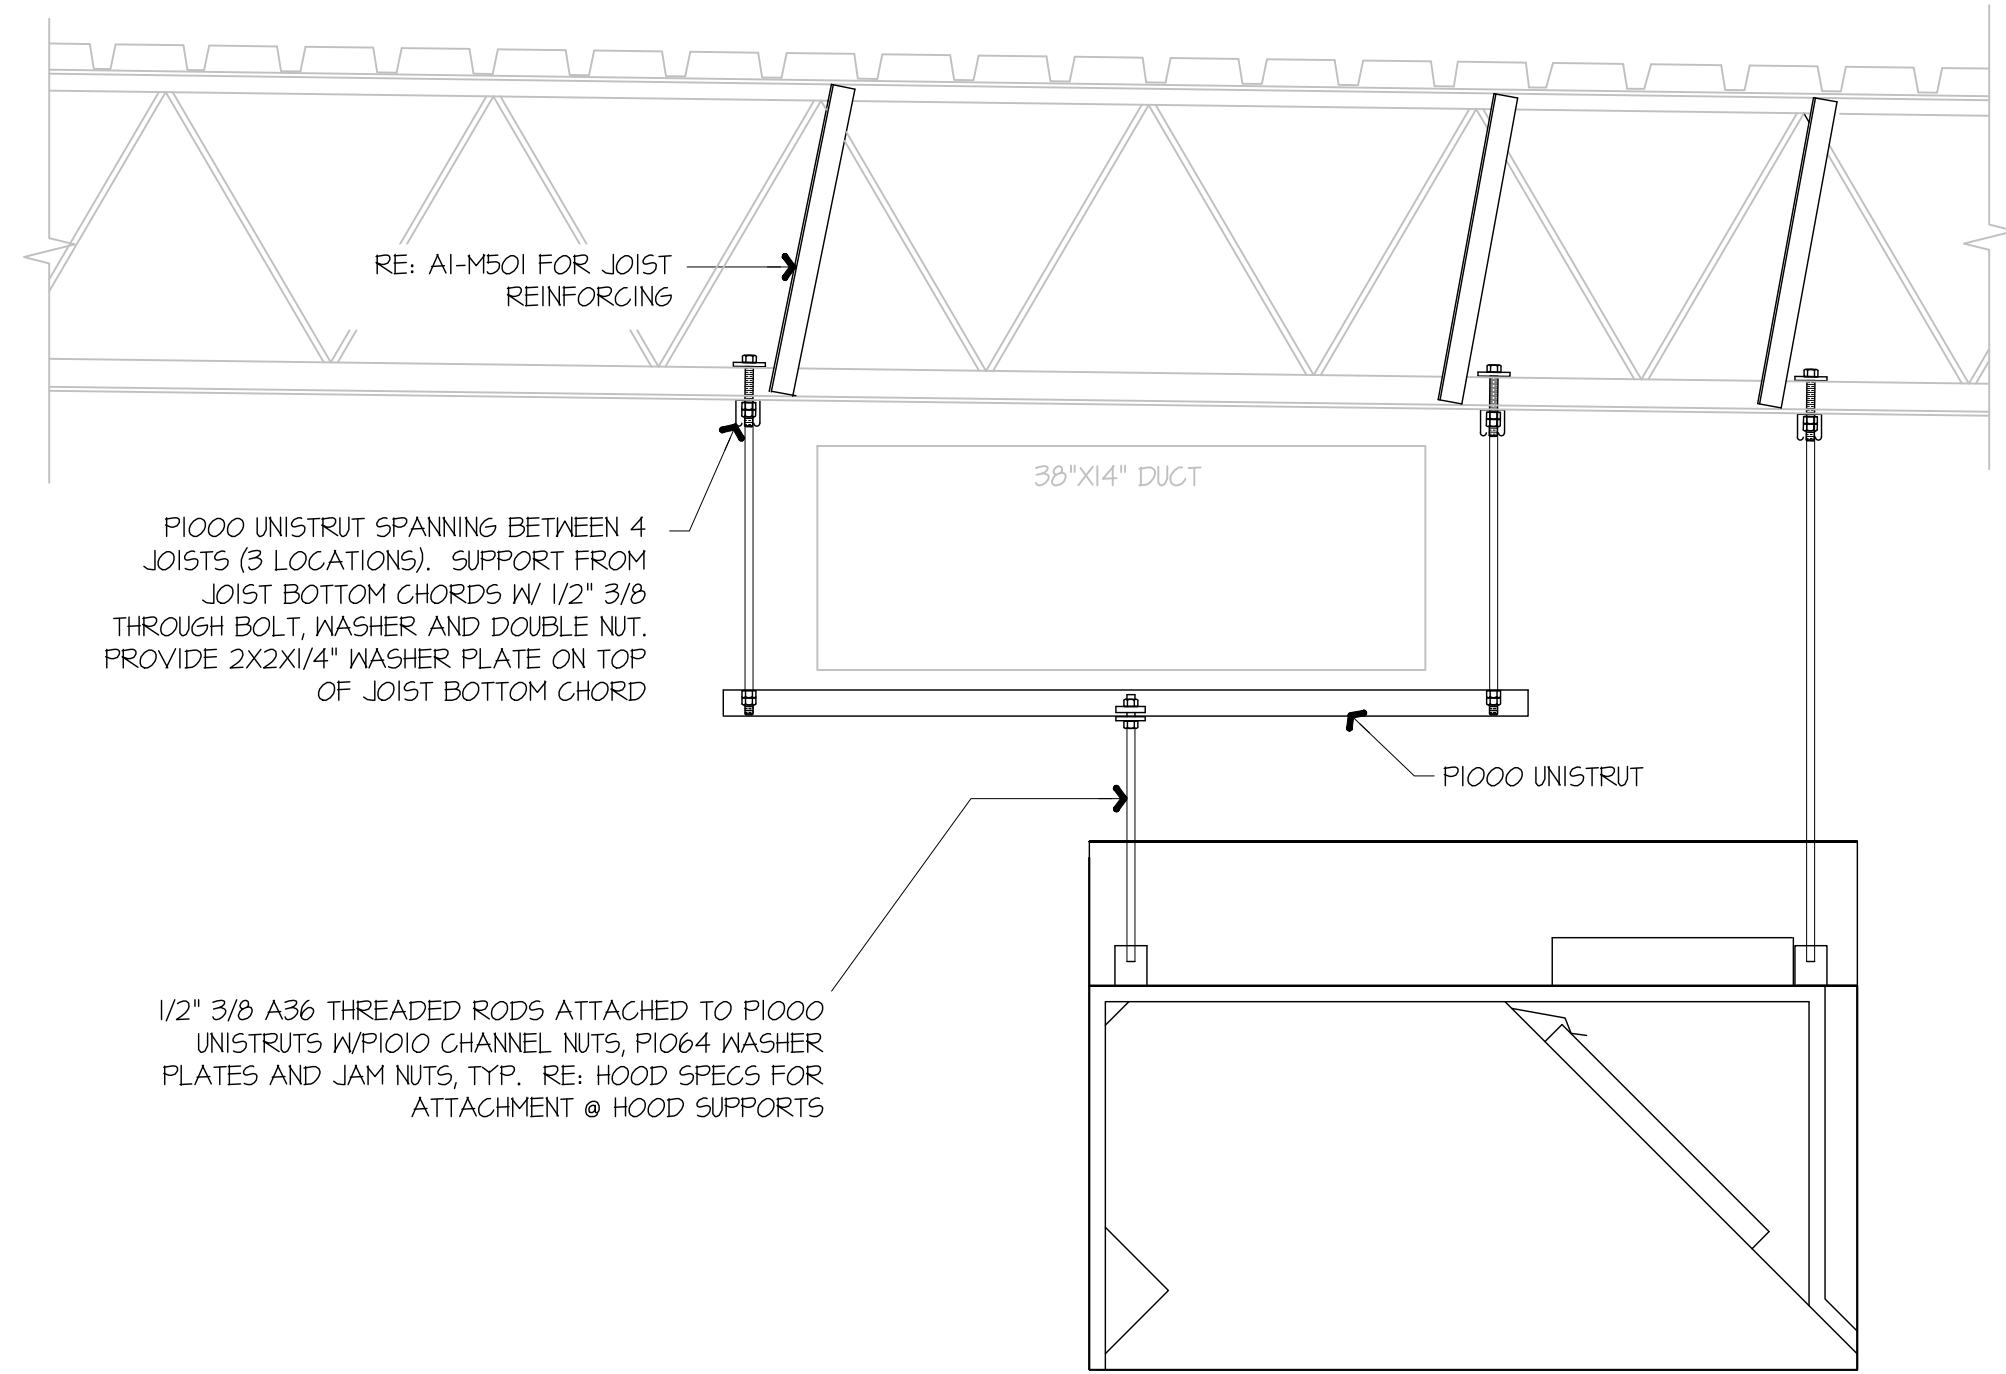 RE: A1-M501 FOR JOIST
REINFORCING
38"X14" DUCT
P1000 UNISTRUT SPANNING BETWEEN 4
JOISTS (3 LOCATIONS). SUPPORT FROM
JOIST BOTTOM CHORDS W/ 1/2" 3/8
THROUGH BOLT, WASHER AND DOUBLE NUT.
PROVIDE 2X2X1/4" WASHER PLATE ON TOP
OF JOIST BOTTOM CHORD
P1000 UNISTRUT
1/2" 3/8 A36 THREADED RODS ATTACHED TO P1000
UNISTRUTS W/P1010 CHANNEL NUTS, P1064 WASHER
PLATES AND JAM NUTS, TYP. RE: HOOD SPECS FOR
ATTACHMENT @ HOOD SUPPORTS